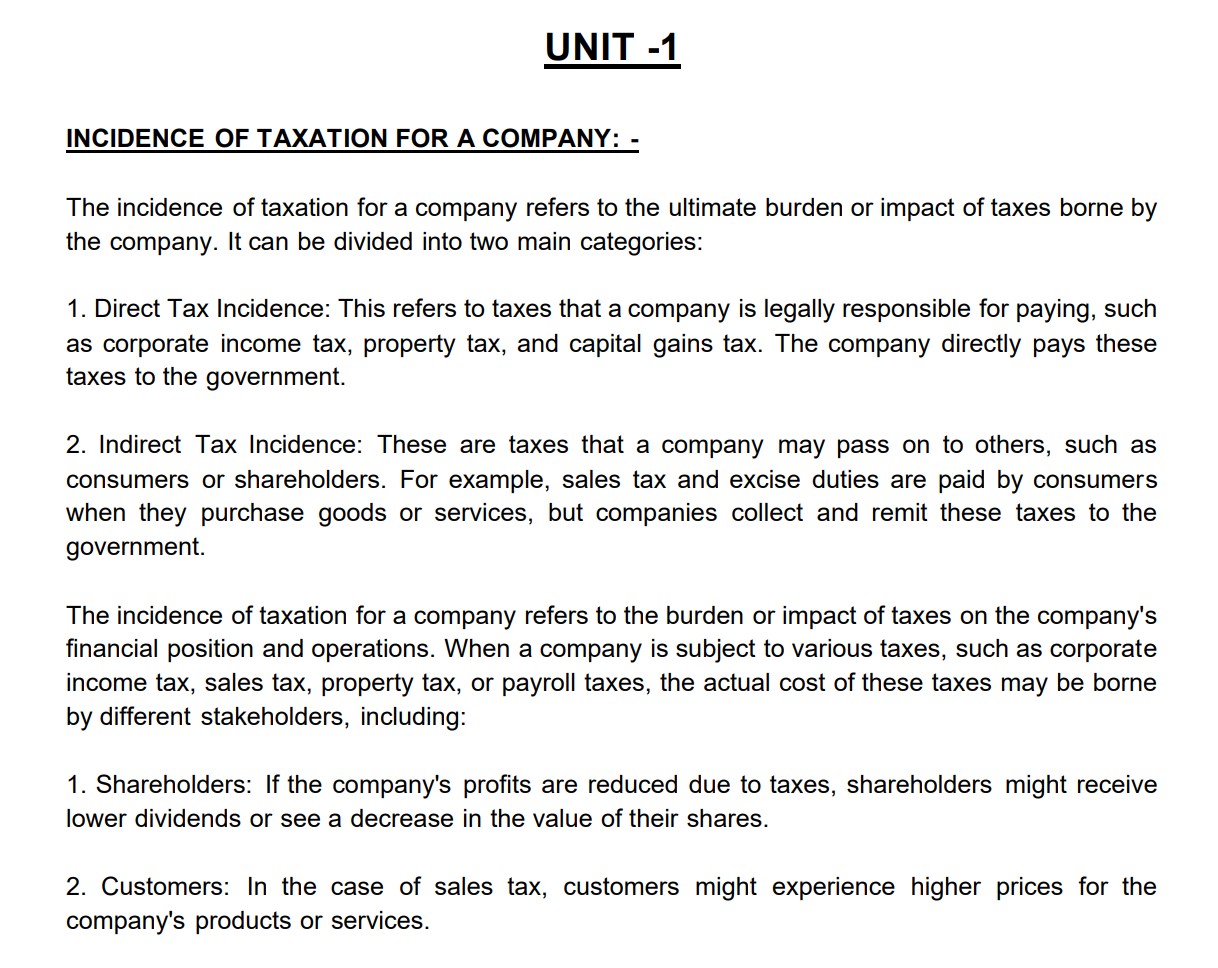 UNIT -1
INCIDENCE OF TAXATION FOR A COMPANY: -
The incidence of taxation for a company refers to the ultimate burden or impact of taxes borne by
the company. It can be divided into two main categories:
1. Direct Tax Incidence: This refers to taxes that a company is legally responsible for paying, such
as corporate income tax, property tax, and capital gains tax. The company directly pays these
taxes to the government.
2. Indirect Tax Incidence: These are taxes that a company may pass on to others, such as
consumers or shareholders. For example, sales tax and excise duties are paid by consumers
when they purchase goods or services, but companies collect and remit these taxes to the
government.
The incidence of taxation for a company refers to the burden or impact of taxes on the company's
financial position and operations. When a company is subject to various taxes, such as corporate
income tax, sales tax, property tax, or payroll taxes, the actual cost of these taxes may be borne
by different stakeholders, including:
1. Shareholders: If the company's profits are reduced due to taxes, shareholders might receive
lower dividends or see a decrease in the value of their shares.
2. Customers: In the case of sales tax, customers might experience higher prices for the
company's products or services.